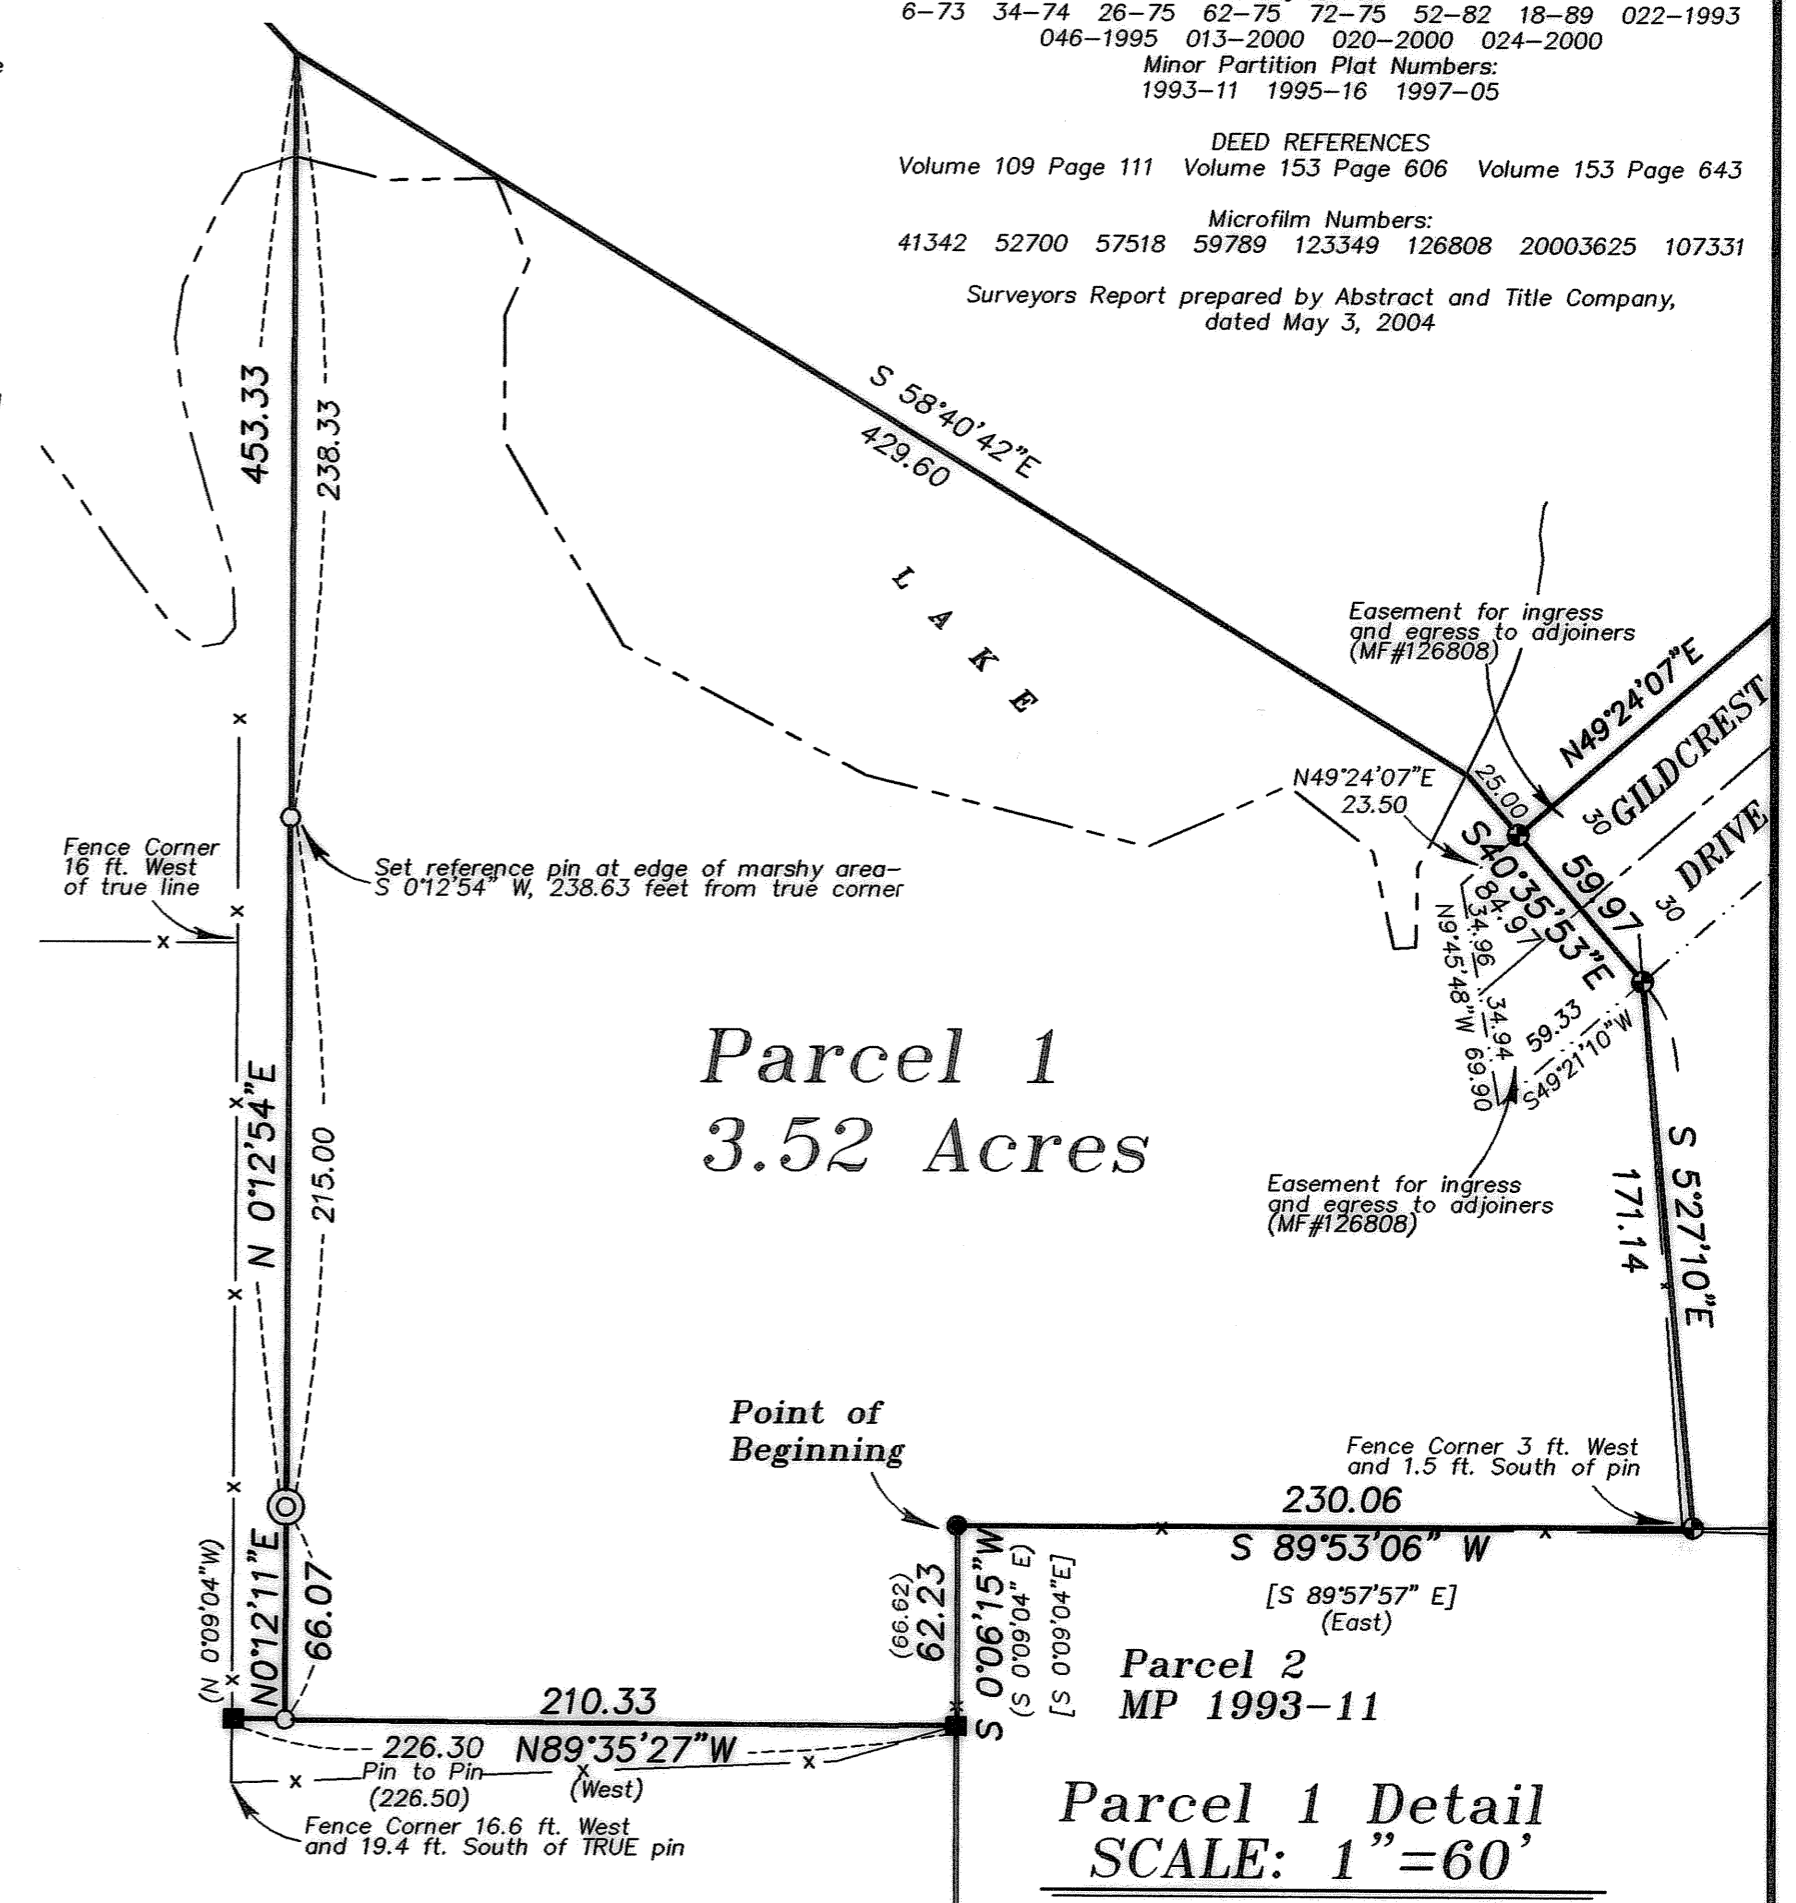 6-73 34-74 26-75 62-75 72-75 52-82 18-89 022-1993
046-1995 013-2000 020-2000 024-2000
Minor Partition Plat Numbers:
1993-11 1995-16 1997-05
DEED REFERENCES
Volume 109 Page 111 Volume 153 Page 606 Volume 153 Page 643
Microfilm Numbers:
41342 52700 57518 59789 123349 126808 20003625 107331
Surveyors Report prepared by Abstract and Title Company,
dated May 3, 2004
453.33
238.33
S 58°40'42"E
429.60
LAKE
Easement for ingress
and egress to adjoiners
(MF#126808)
N49°24'07"E
GILDCREST
DRIVE
30
30
N49°24'07"E
23.50
25.00
S40°35'53"E
84.97
59.97
34.96
34.94
N9°45'48"W 69.90
59.33
S49°21'10"W
Fence Corner
16 ft. West
of true line
Set reference pin at edge of marshy area-
S 0°12'54" W, 238.63 feet from true corner
Parcel 1
3.52 Acres
N 0°12'54"E
215.00
Easement for ingress
and egress to adjoiners
(MF#126808)
S 5°27'10"E
171.14
Point of
Beginning
Fence Corner 3 ft. West
and 1.5 ft. South of pin
230.06
S 89°53'06" W
[S 89°57'57" E]
(East)
(N 0°09'04"W)
N0°12'11"E
66.07
(66.62)
62.23
S 0°06'15"W
(S 0°09'04" E)
[S 0°09'04"E]
Parcel 2
MP 1993-11
210.33
226.30 N89°35'27"W
Pin to Pin
(West)
(226.50)
Fence Corner 16.6 ft. West
and 19.4 ft. South of TRUE pin
Parcel 1 Detail
SCALE: 1"=60'